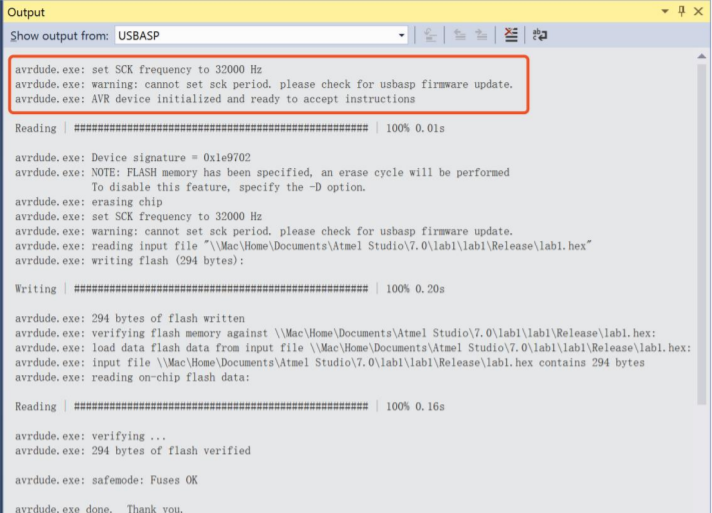 Output
Show output from: USBASP
avrdude.exe: set SCK frequency to 32000 Hz
avrdude.exe: warning: cannot set sck period. please check for usbasp firmware update.
avrdude.exe: AVR device initialized and ready to accept instructions
Reading | ################################################## | 100% 0.01s
avrdude.exe: Device signature = 0x1e9702
avrdude.exe: NOTE: FLASH memory has been specified, an erase cycle will be performed
To disable this feature, specify the -D option.
avrdude.exe: erasing chip
avrdude.exe: set SCK frequency to 32000 Hz
avrdude.exe: warning: cannot set sck period. please check for usbasp firmware update.
avrdude.exe: reading input file "\\Mac\Home\Documents\Atmel Studio\7.0\lab1\lab1\Release\lab1.hex"
avrdude.exe: writing flash (294 bytes):
Writing | ################################################## | 100% 0.20s
avrdude.exe: 294 bytes of flash written
avrdude.exe: verifying flash memory against \\Mac\Home\Documents\Atmel Studio\7.0\lab1\lab1\Release\lab1.hex:
avrdude.exe: load data flash data from input file \\Mac\Home\Documents\Atmel Studio\7.0\lab1\lab1\Release\lab1.hex:
avrdude.exe: input file \\Mac\Home\Documents\Atmel Studio\7.0\lab1\lab1\Release\lab1.hex contains 294 bytes
avrdude.exe: reading on-chip flash data:
Reading | ################################################## | 100% 0.16s
avrdude.exe: verifying ...
avrdude.exe: 294 bytes of flash verified
avrdude.exe: safemode: Fuses OK
avrdude.exe done.  Thank you.